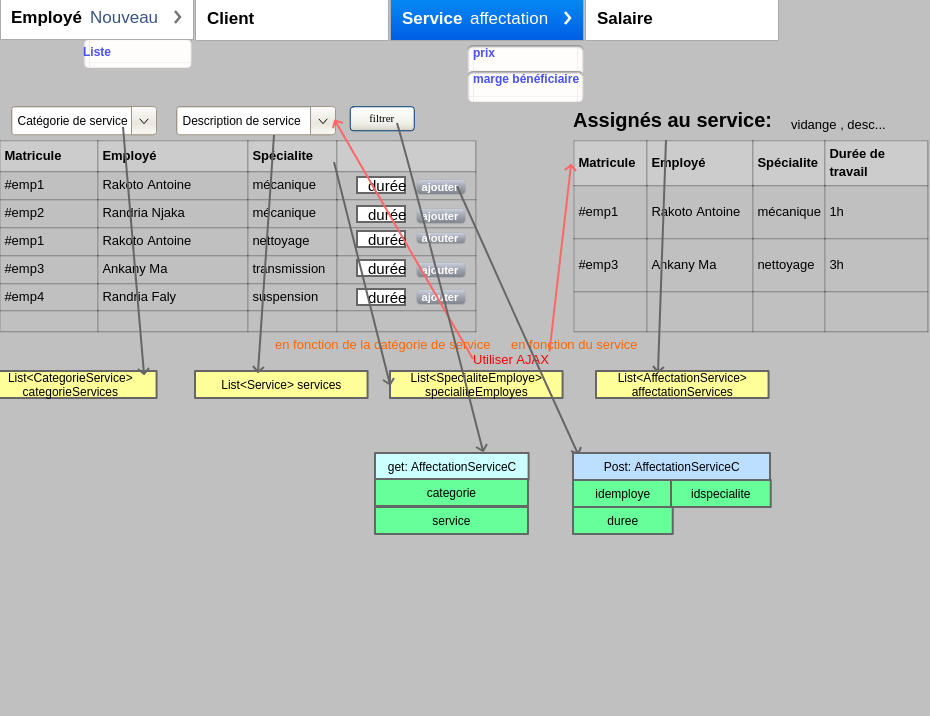 Employé Nouveau
Client
Service affectation
Salaire
Liste
prix
marge bénéficiaire
Catégorie de service
Description de service
filtrer
Assignés au service:
vidange , desc...
Matricule Employé Spécialite
#emp1 Rakoto Antoine mécanique durée ajouter
#emp2 Randria Njaka mécanique durée ajouter
#emp1 Rakoto Antoine nettoyage durée ajouter
#emp3 Ankany Ma transmission durée ajouter
#emp4 Randria Faly suspension durée ajouter
Matricule Employé Spécialite Durée de
travail
#emp1 Rakoto Antoine mécanique 1h
#emp3 Ankany Ma nettoyage 3h
en fonction de la catégorie de service
en fonction du service
Utiliser AJAX
List<CategorieService>
categorieServices
List<Service> services
List<SpecialiteEmploye>
specialiteEmployes
List<AffectationService>
affectationServices
get: AffectationServiceC
categorie
service
Post: AffectationServiceC
idemploye
idspecialite
duree